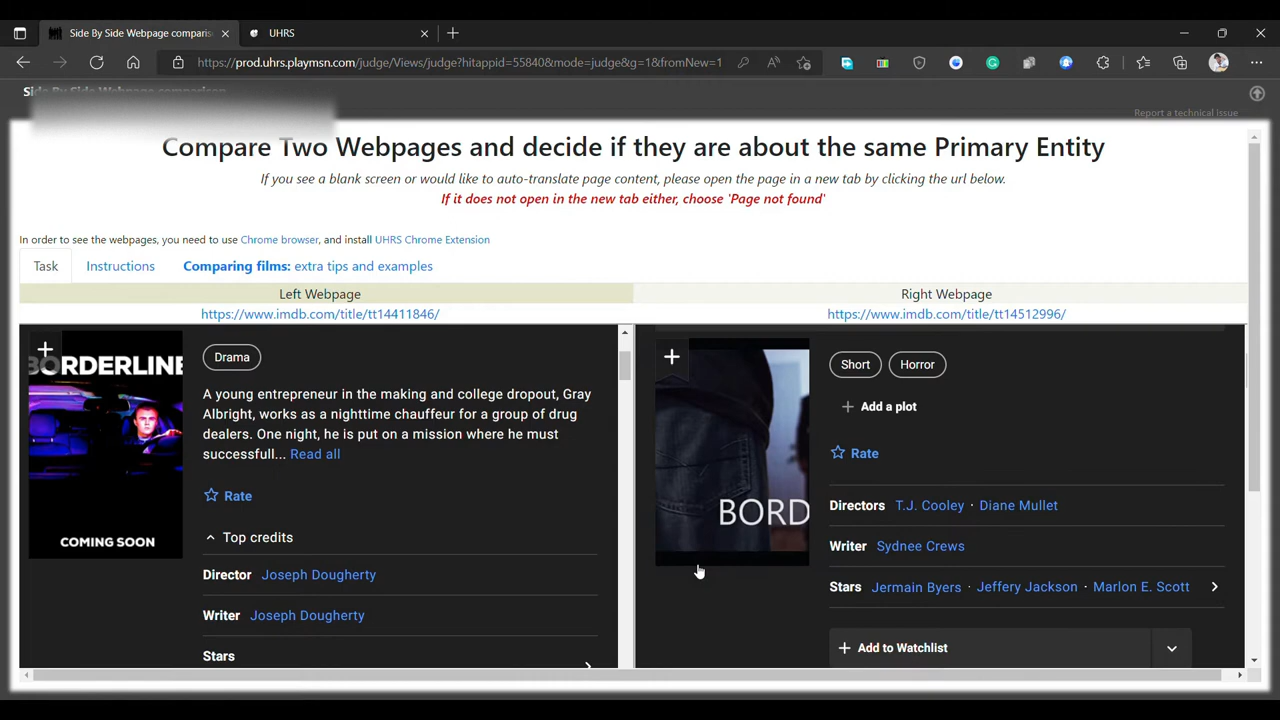 Side By Side Webpage comparis
UHRS
https://prod.uhrs.playmsn.com/judge/Views/judge?hitappid=55840&mode=judge&g=1&fromNew=1
Side By Side Webpage comparison
Report a technical issue
Compare Two Webpages and decide if they are about the same Primary Entity
If you see a blank screen or would like to auto-translate page content, please open the page in a new tab by clicking the url below.
If it does not open in the new tab either, choose 'Page not found'
In order to see the webpages, you need to use Chrome browser, and install UHRS Chrome Extension
Task Instructions Comparing films: extra tips and examples
Left Webpage Right Webpage
https://www.imdb.com/title/tt14411846/ https://www.imdb.com/title/tt14512996/
BORDERLINE
COMING SOON
Drama
A young entrepreneur in the making and college dropout, Gray
Albright, works as a nighttime chauffeur for a group of drug
dealers. One night, he is put on a mission where he must
successfull... Read all
Rate
Top credits
Director Joseph Dougherty
Writer Joseph Dougherty
Stars
BORD
Short Horror
+ Add a plot
Rate
Directors T.J. Cooley · Diane Mullet
Writer Sydnee Crews
Stars Jermain Byers · Jeffery Jackson · Marlon E. Scott
+ Add to Watchlist